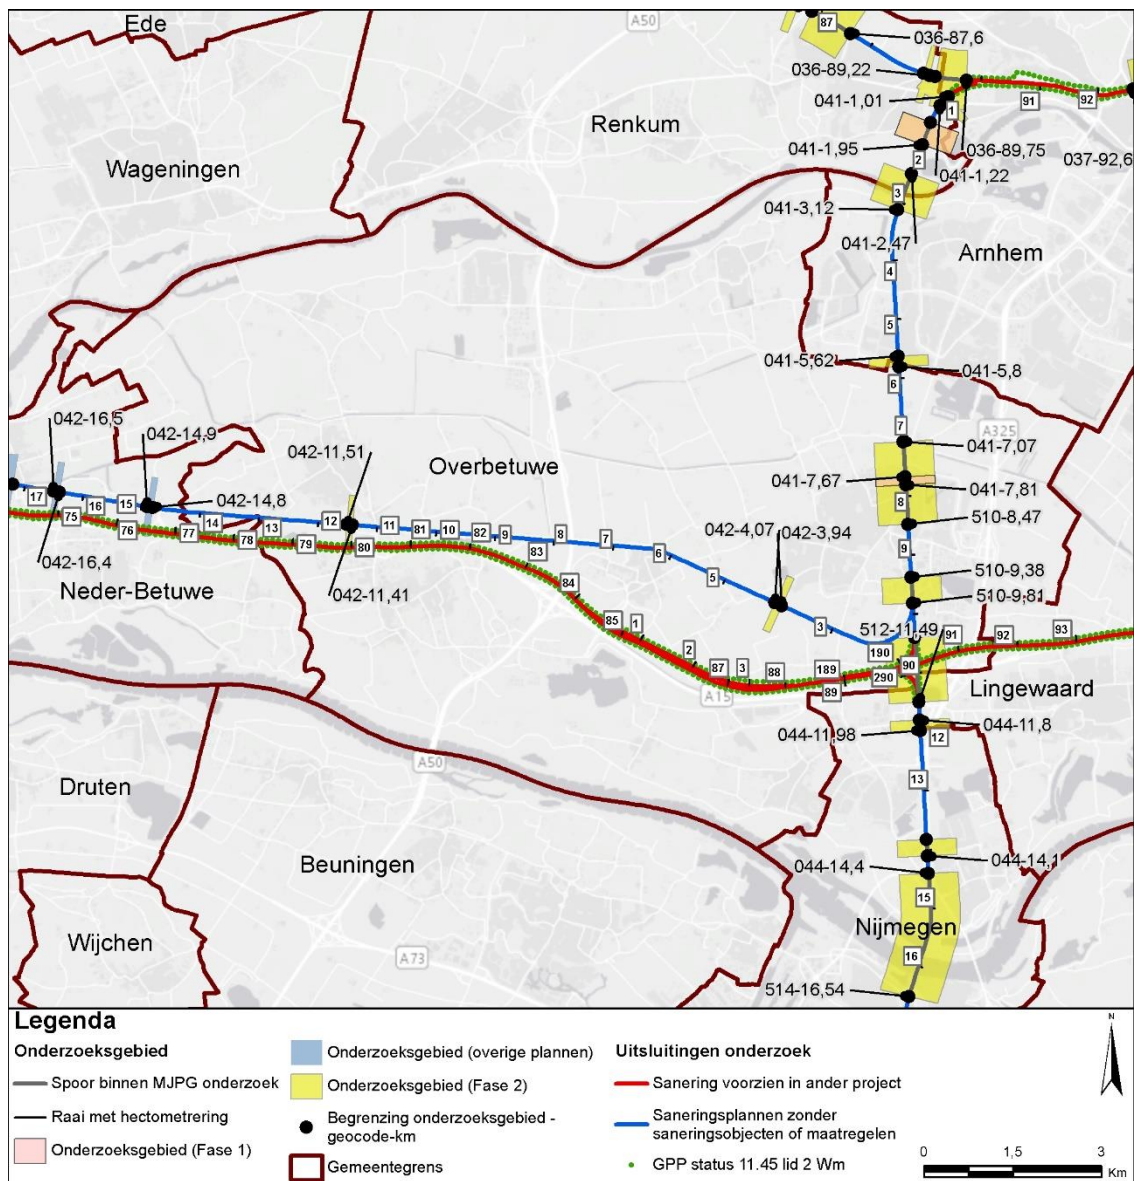 Ede
A50
87
036-87,6
036-89,22
041-1,01
1
91
92
Renkum
041-1,95
2
036-89,75
037-92,6
041-1,22
Wageningen
3
041-3,12
041-2,47
Arnhem
4
5
041-5,62
041-5,8
6
7
A325
041-7,07
041-7,67
041-7,81
8
510-8,47
9
510-9,38
510-9,81
042-16,5
042-14,9
042-11,51
Overbetuwe
042-14,8
17
16
15
14
13
12
11
81
10
82
9
8
7
6
5
3
042-4,07
042-3,94
75
76
77
78
79
80
83
84
85
1
2
87
3
88
189
89
190
290
90
91
92
93
042-16,4
Neder-Betuwe
042-11,41
512-11,49
A15
Lingewaard
044-11,98
044-11,8
12
13
A50
Druten
Beuningen
044-14,4
044-14,1
15
Nijmegen
16
Wijchen
A73
514-16,54
Legenda
Onderzoeksgebied
Spoor binnen MJPG onderzoek
Raai met hectometrering
Onderzoeksgebied (Fase 1)
Onderzoeksgebied (overige plannen)
Onderzoeksgebied (Fase 2)
Begrenzing onderzoeksgebied -
geocode-km
Gemeentegrens
Uitsluitingen onderzoek
Sanering voorzien in ander project
Saneringsplannen zonder
saneringsobjecten of maatregelen
GPP status 11.45 lid 2 Wm
N
0 1,5 3
Km